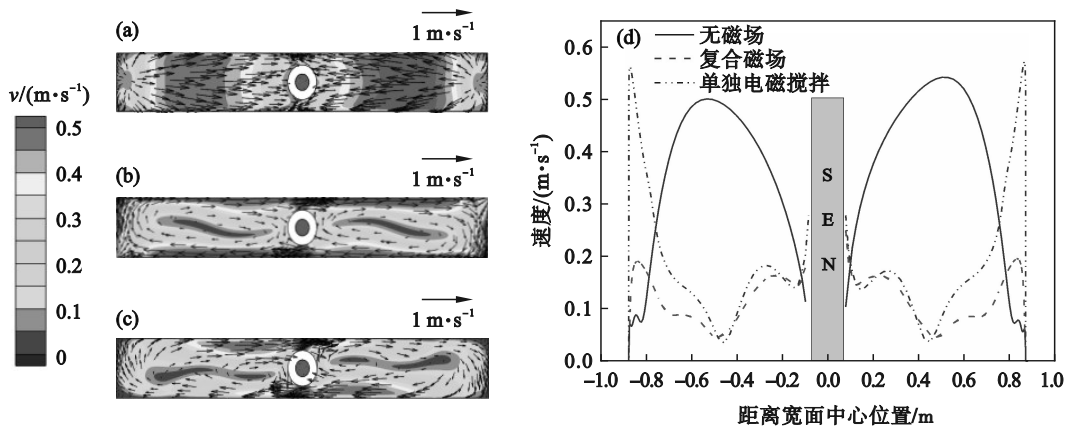 (a)
1 m·s⁻¹
v/(m·s⁻¹)
0.5
0.4
0.3
0.2
0.1
0
(b)
1 m·s⁻¹
(c)
1 m·s⁻¹
(d)
无磁场
复合磁场
单独电磁搅拌
速度/(m·s⁻¹)
0.6
0.5
0.4
0.3
0.2
0.1
0.0
S
E
N
−1.0 −0.8 −0.6 −0.4 −0.2 0.0 0.2 0.4 0.6 0.8 1.0
距离宽面中心位置/m